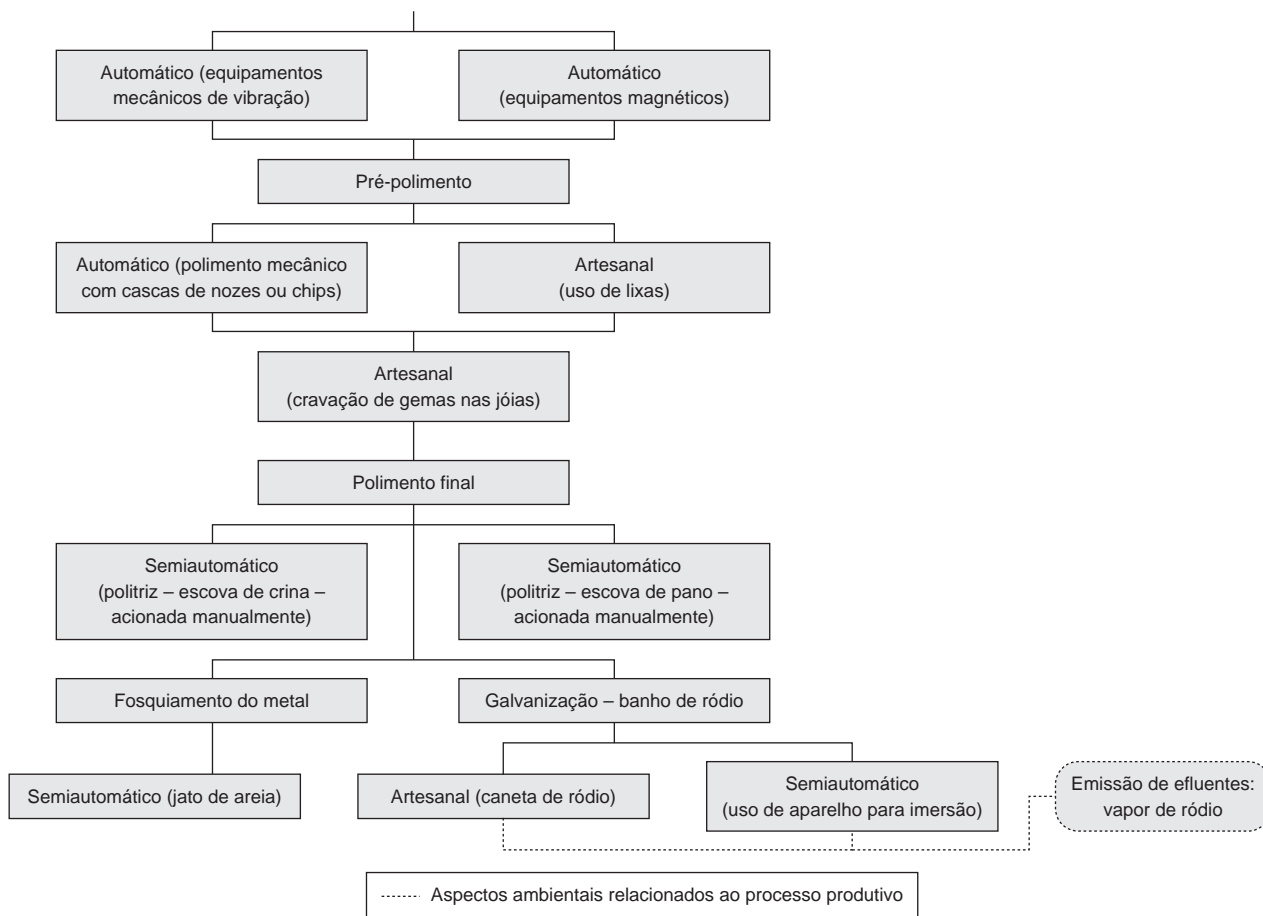 Automático (equipamentos
mecânicos de vibração)
Automático
(equipamentos magnéticos)
Pré-polimento
Automático (polimento mecânico
com cascas de nozes ou chips)
Artesanal
(uso de lixas)
Artesanal
(cravação de gemas nas jóias)
Polimento final
Semiautomático
(politriz – escova de crina –
acionada manualmente)
Semiautomático
(politriz – escova de pano –
acionada manualmente)
Fosquiamento do metal
Galvanização – banho de ródio
Semiautomático (jato de areia)
Artesanal (caneta de ródio)
Semiautomático
(uso de aparelho para imersão)
Emissão de efluentes:
vapor de ródio
Aspectos ambientais relacionados ao processo produtivo